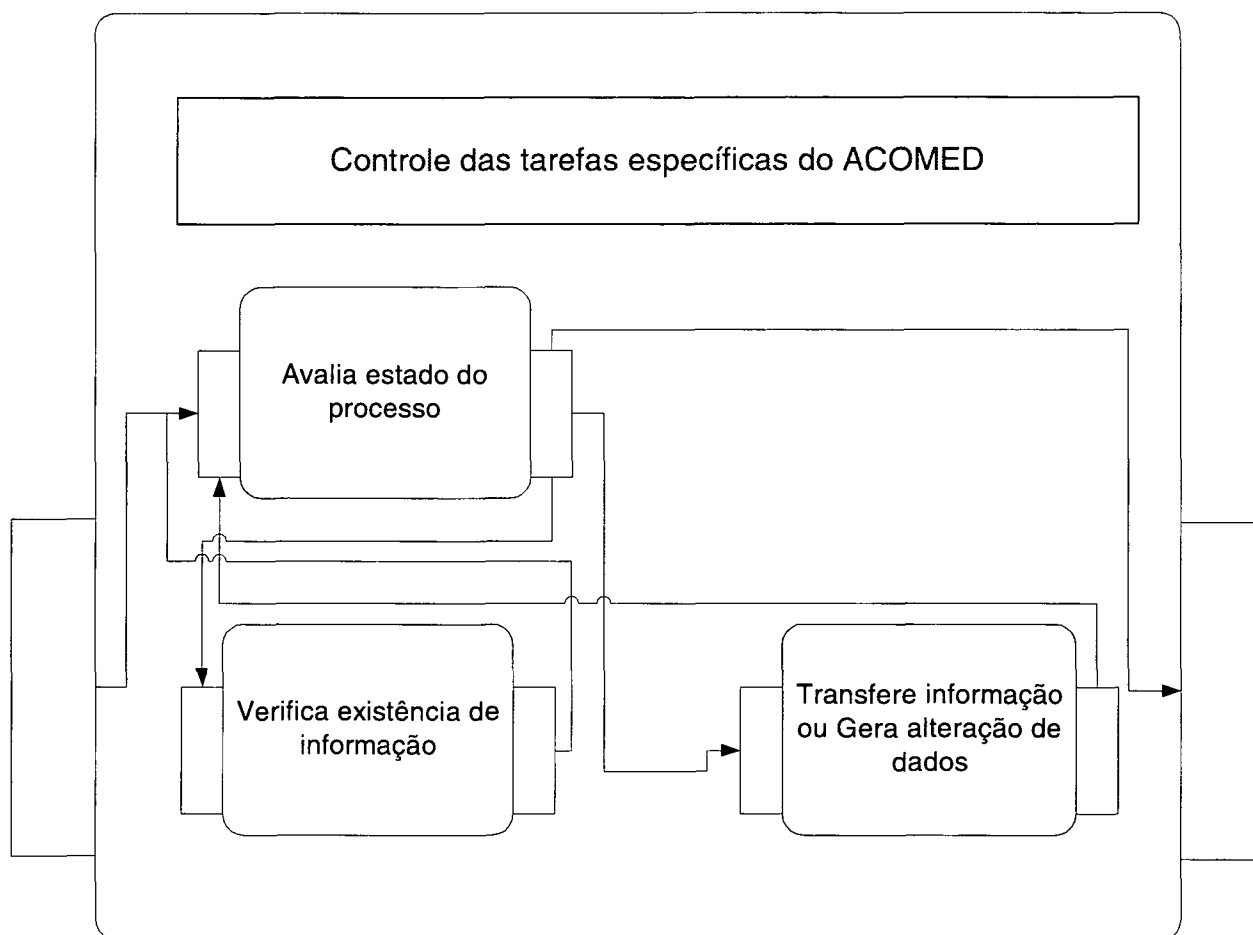 Controle das tarefas específicas do ACOMED
Avalia estado do
processo
Verifica existência de
informação
Transfere informação
ou Gera alteração de
dados